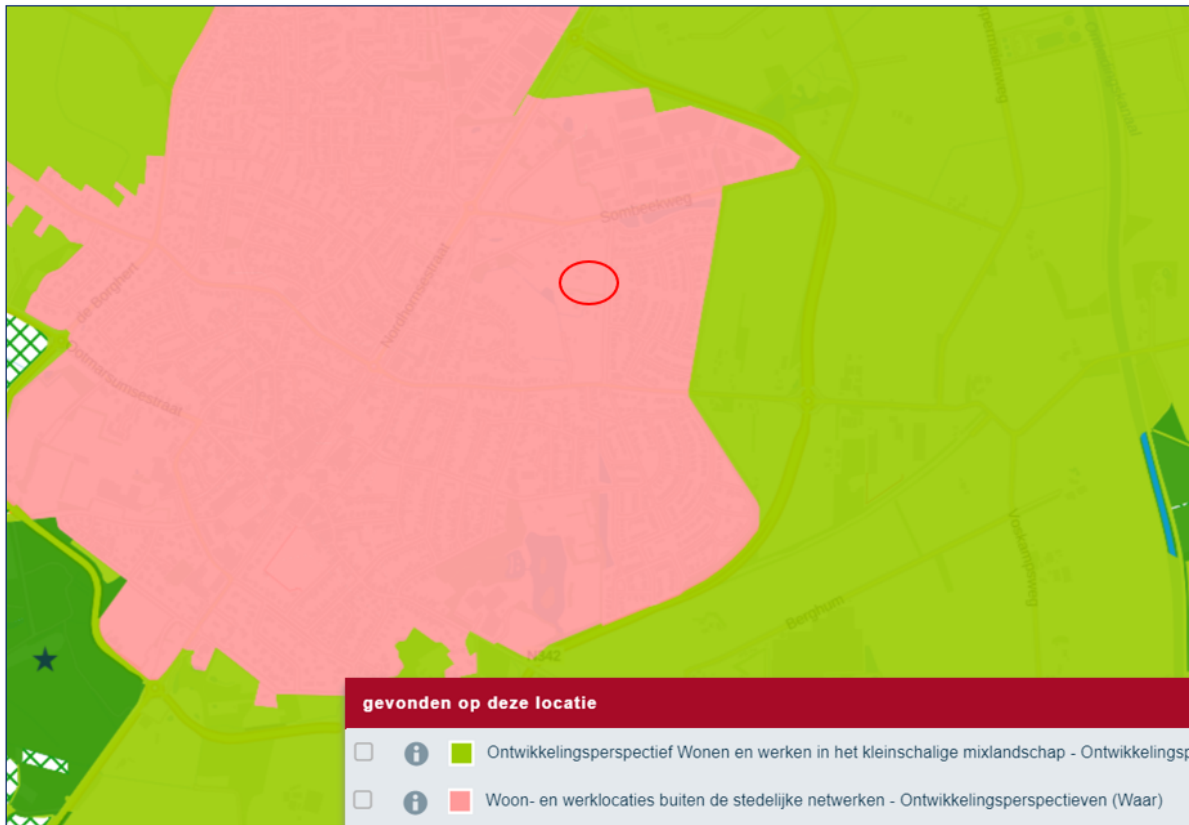 Sombeekweg
Nordhornsestraat
de Borghert
Ootmarsumsestraat
Voskampsweg
Berghum
N342
gevonden op deze locatie
Ontwikkelingsperspectief Wonen en werken in het kleinschalige mixlandschap - Ontwikkelingsp
Woon- en werklocaties buiten de stedelijke netwerken - Ontwikkelingsperspectieven (Waar)